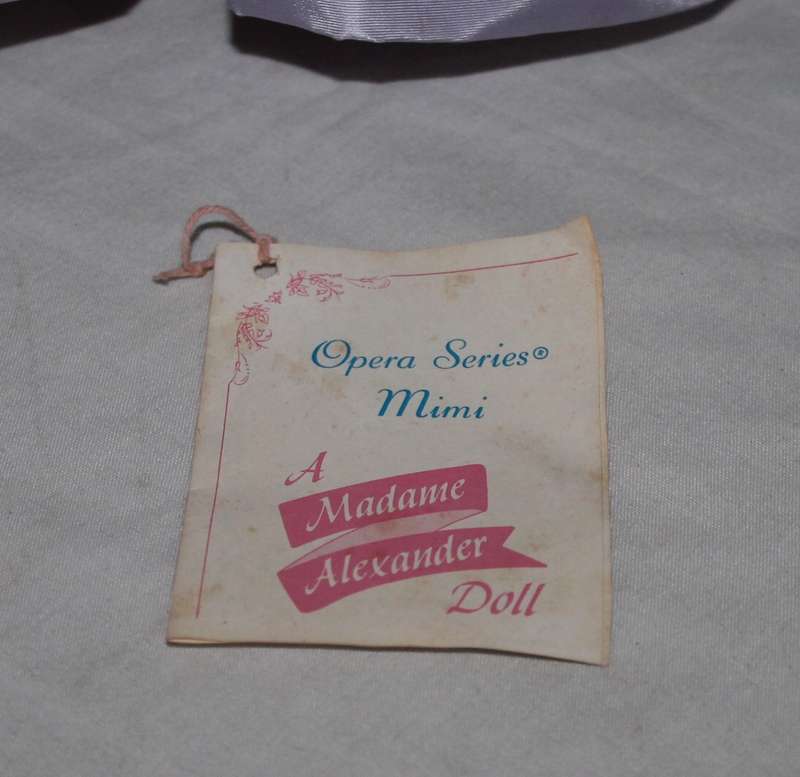 Opera Series®
Mimi
A
Madame
Alexander
Doll